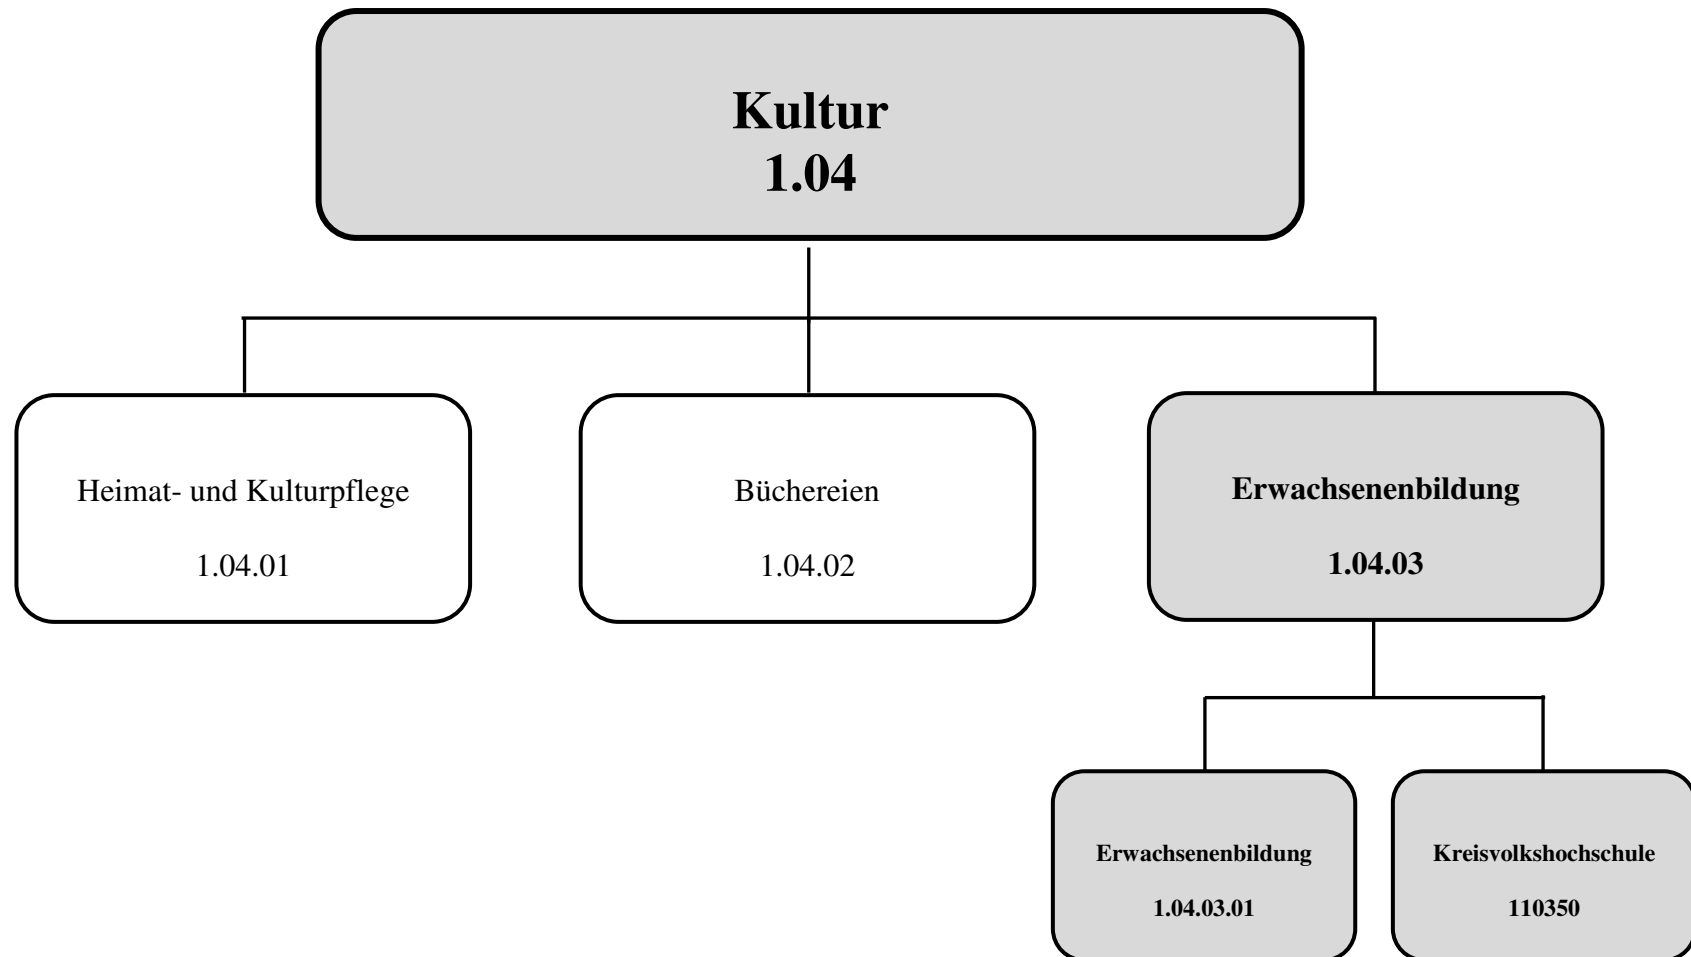 Kultur
1.04
Heimat- und Kulturpflege
1.04.01
Büchereien
1.04.02
Erwachsenenbildung
1.04.03
Erwachsenenbildung
1.04.03.01
Kreisvolkshochschule
110350